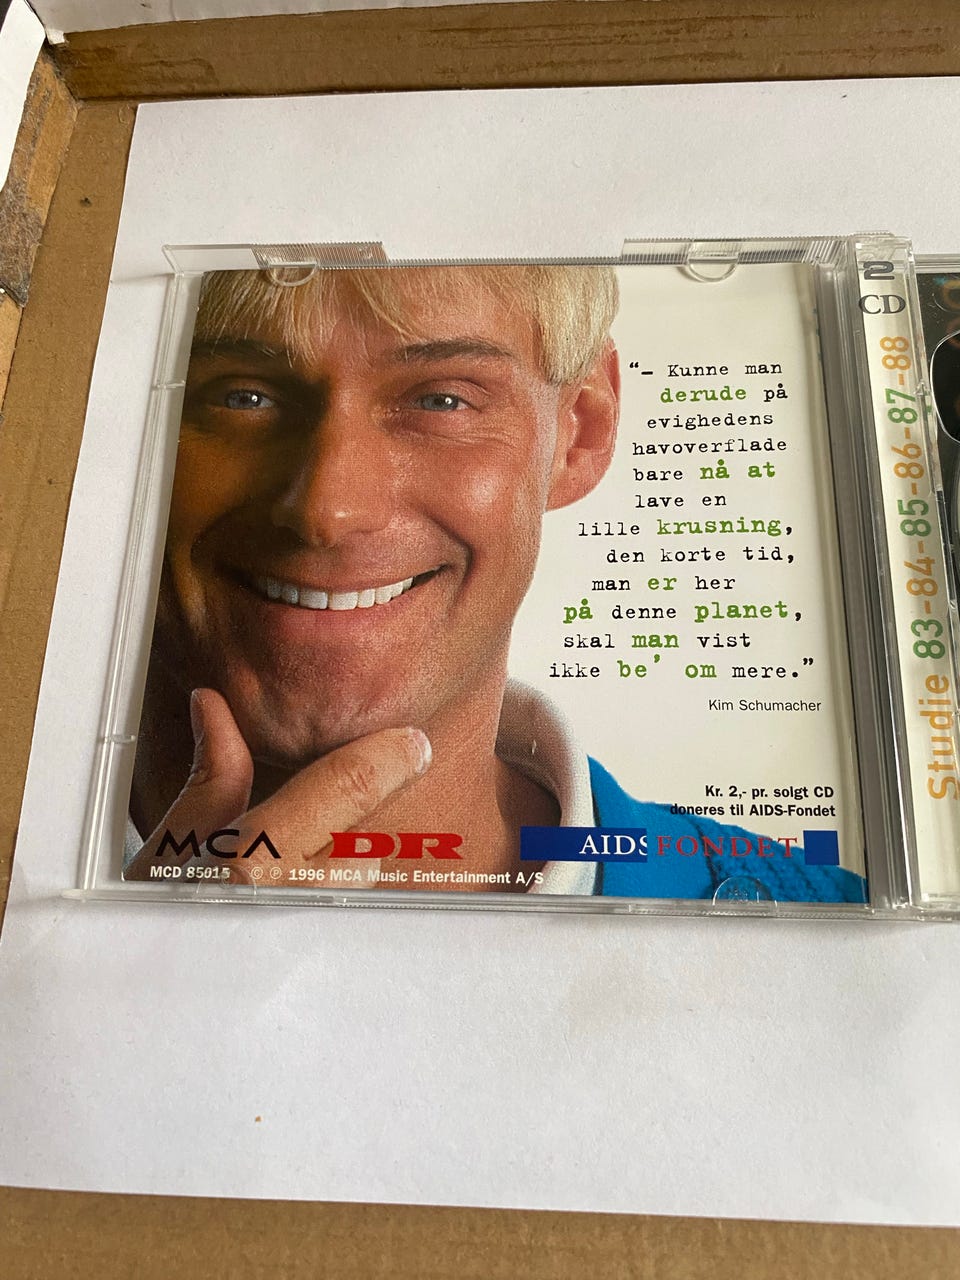 “– Kunne man
derude på
evighedens
havoverflade
bare nå at
lave en
lille krusning,
den korte tid,
man er her
på denne planet,
skal man vist
ikke be' om mere.”
Kim Schumacher
Kr. 2,- pr. solgt CD
doneres til AIDS-Fondet
MCA DR AIDSFONDET
MCD 85015 © ℗ 1996 MCA Music Entertainment A/S
2
CD
Studie 83-84-85-86-87-88